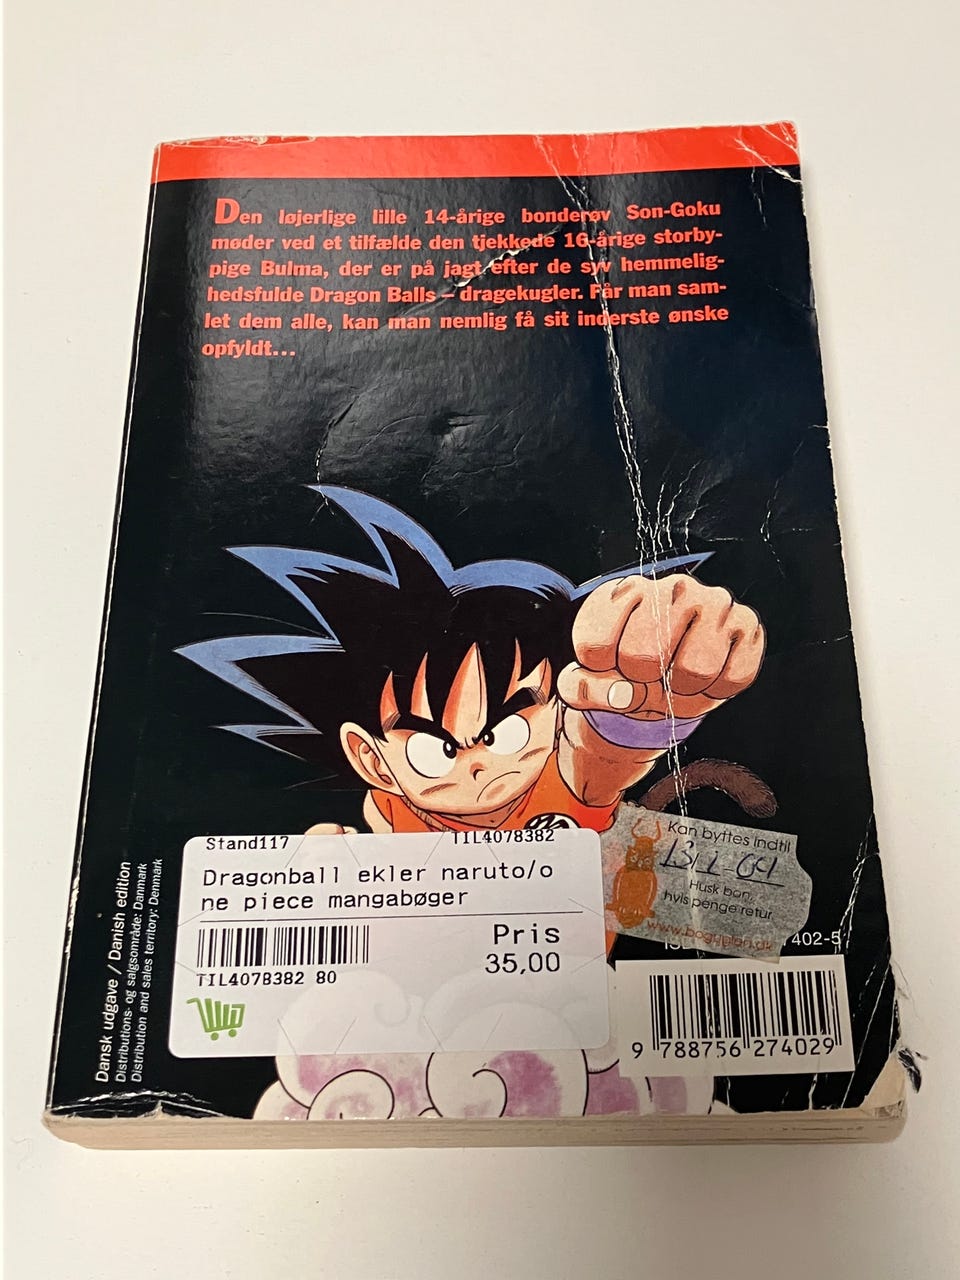 Den løjerlige lille 14-årige bonderøv Son-Goku
møder ved et tilfælde den tjekkede 16-årige storby-
pige Bulma, der er på jagt efter de syv hemmelig-
hedsfulde Dragon Balls – dragekugler. Får man sam-
let dem alle, kan man nemlig få sit inderste ønske
opfyldt...
Stand117 TIL4078382
Dragonball ekler naruto/o
ne piece mangabøger
Pris
35,00
TIL4078382 80
Kan byttes indtil
Husk bon,
hvis penge retur
402-5
9 788756 274029
Dansk udgave / Danish edition
Distributions- og salgsområde: Danmark
Distribution and sales territory: Denmark